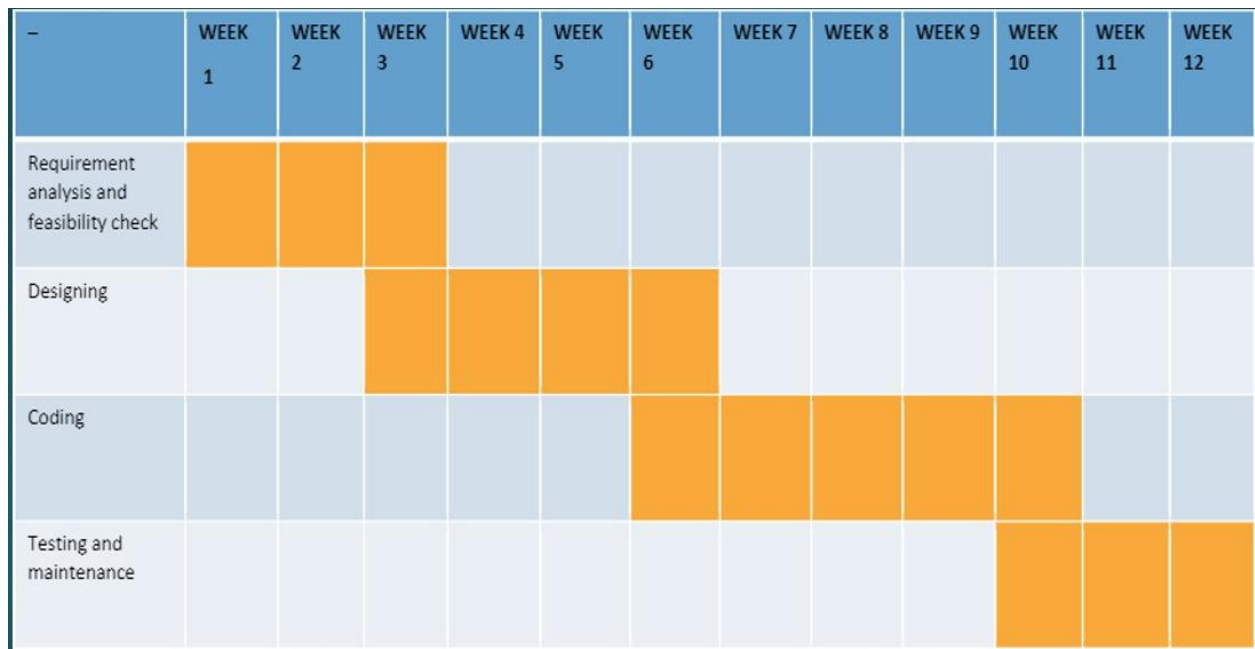 –
WEEK
1
WEEK
2
WEEK
3
WEEK 4
WEEK
5
WEEK
6
WEEK 7
WEEK 8
WEEK 9
WEEK
10
WEEK
11
WEEK
12
Requirement
analysis and
feasibility check
Designing
Coding
Testing and
maintenance